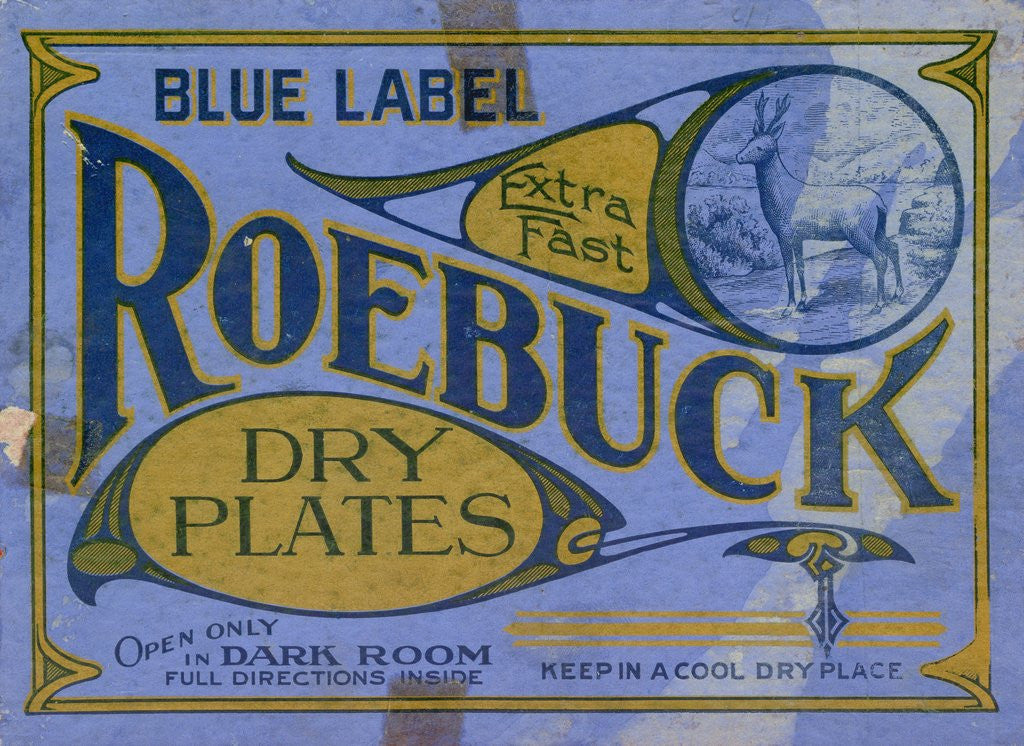 BLUE LABEL
Extra
Fast
ROEBUCK
DRY
PLATES
OPEN ONLY
IN DARK ROOM
FULL DIRECTIONS INSIDE
KEEP IN A COOL DRY PLACE